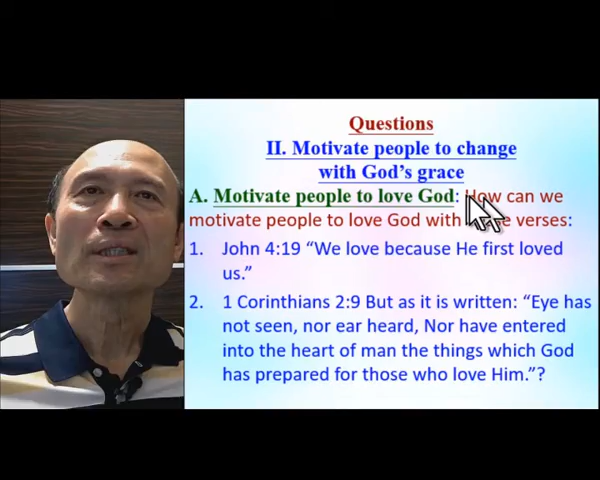 Questions
II. Motivate people to change
with God's grace
A. Motivate people to love God: How can we
motivate people to love God with verses:
1. John 4:19 "We love because He first loved
us."
2. 1 Corinthians 2:9 But as it is written: "Eye has
not seen, nor ear heard, Nor have entered
into the heart of man the things which God
has prepared for those who love Him."?